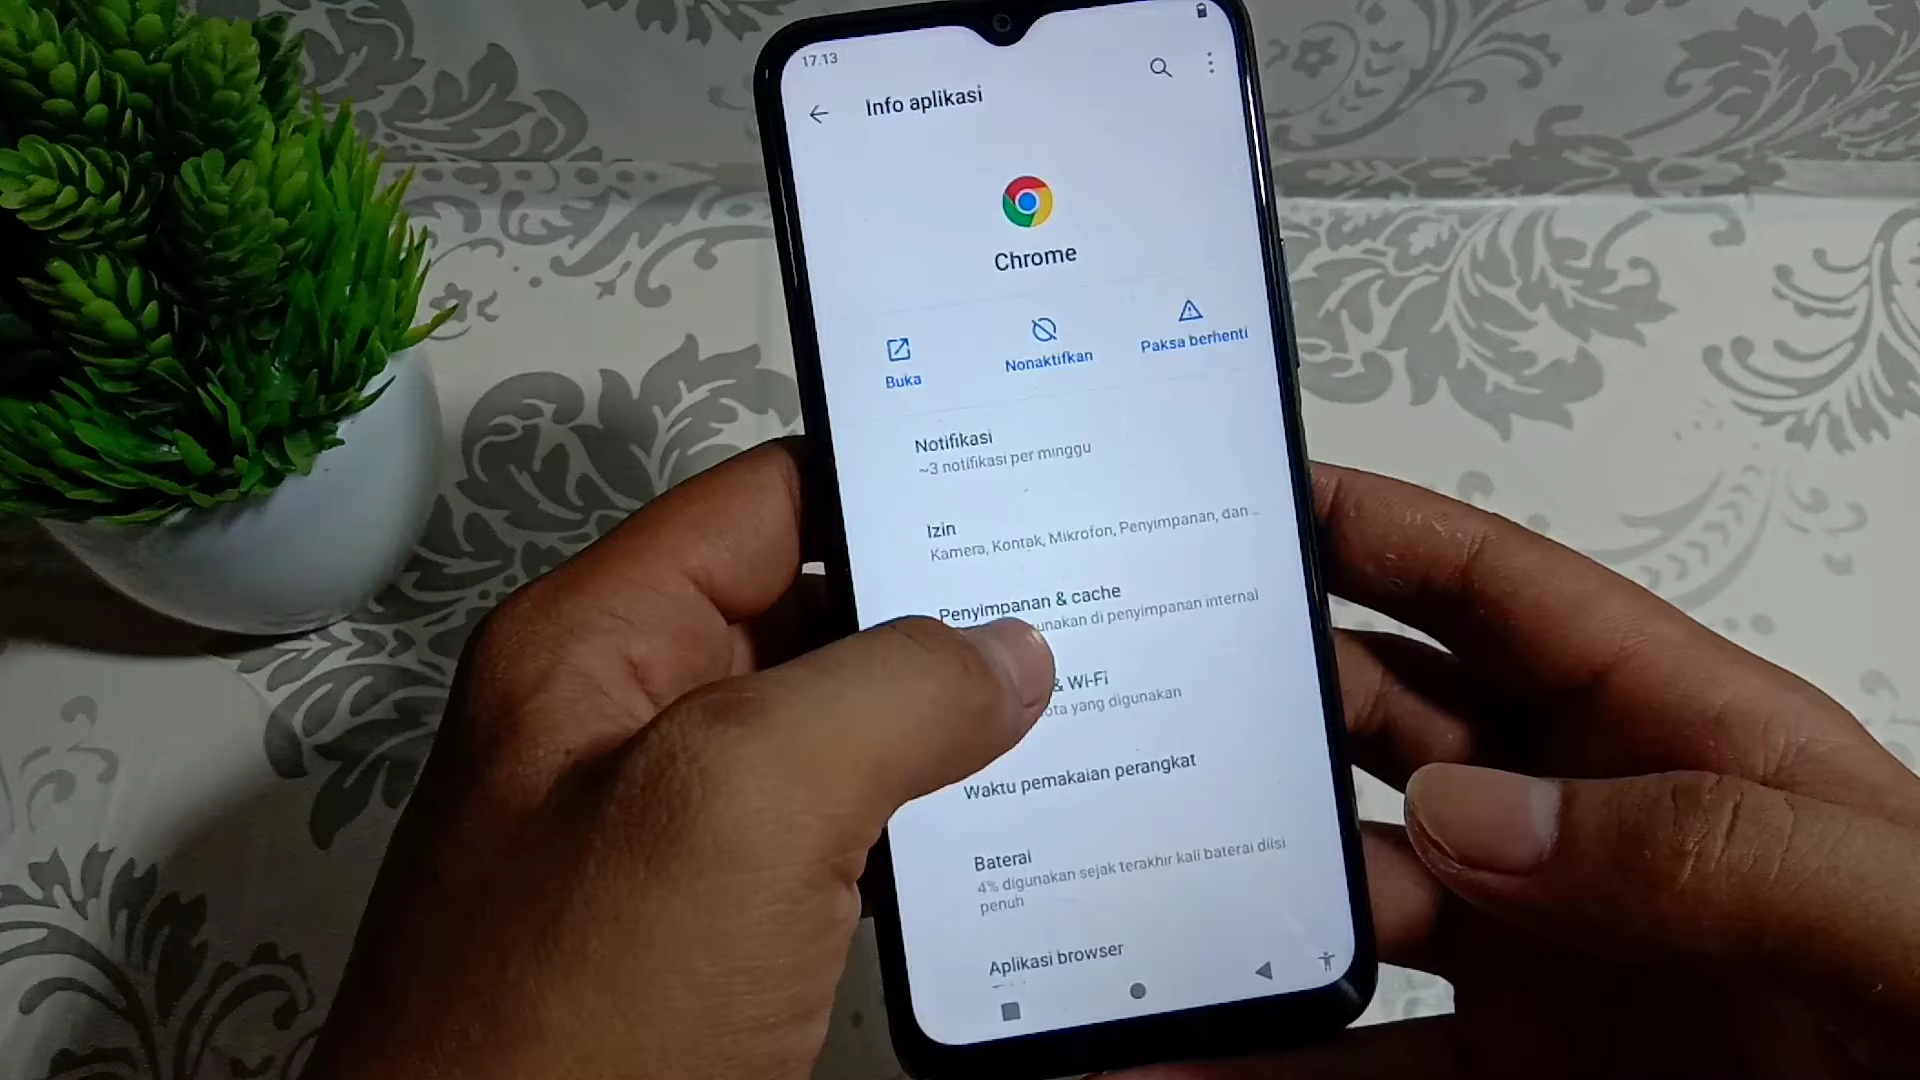 17.13
Info aplikasi
Chrome
Buka
Nonaktifkan
Paksa berhenti
Notifikasi
~3 notifikasi per minggu
Izin
Kamera, Kontak, Mikrofon, Penyimpanan, dan ..
Penyimpanan & cache
unakan di penyimpanan internal
& Wi-Fi
ota yang digunakan
Waktu pemakaian perangkat
Baterai
4% digunakan sejak terakhir kali baterai diisi
penuh
Aplikasi browser